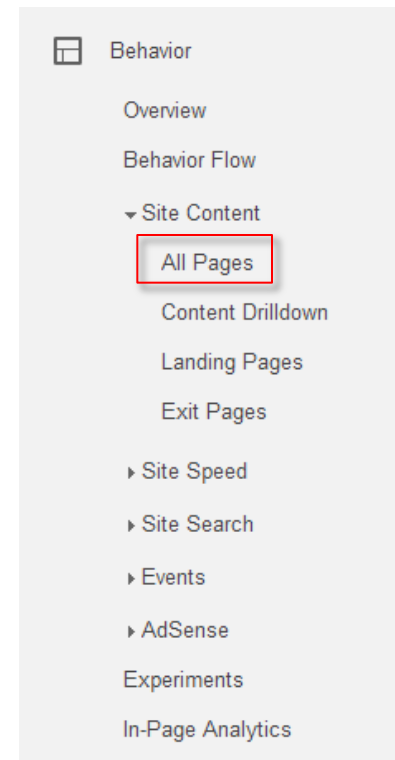 Behavior
Overview
Behavior Flow
Site Content
All Pages
Content Drilldown
Landing Pages
Exit Pages
Site Speed
Site Search
Events
AdSense
Experiments
In-Page Analytics